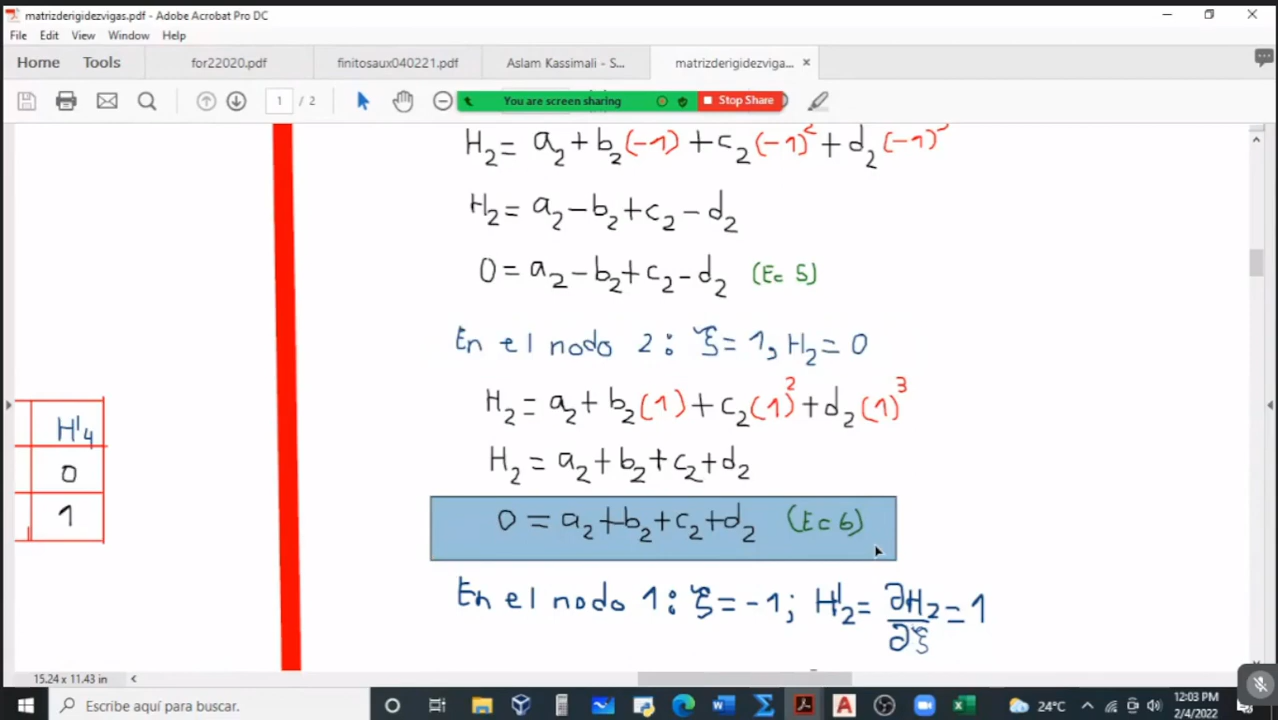 matrizderigidezvigas.pdf - Adobe Acrobat Pro DC
File Edit View Window Help
Home Tools for22020.pdf finitosaux040221.pdf Aslam Kassimali - S... matrizderigidezviga... ×
1 / 2 You are screen sharing Stop Share
H₂ = a₂ + b₂(-1) + c₂(-1)² + d₂(-1)³
H₂ = a₂ - b₂ + c₂ - d₂
0 = a₂ - b₂ + c₂ - d₂ (Ec 5)
En el nodo 2: ξ = 1, H₂ = 0
H₂ = a₂ + b₂(1) + c₂(1)² + d₂(1)³
H'₄
H₂ = a₂ + b₂ + c₂ + d₂
0
0 = a₂ + b₂ + c₂ + d₂ (Ec 6)
1
En el nodo 1: ξ = -1; H'₂ = ∂H₂/∂ξ = 1
15.24 x 11.43 in
Escribe aquí para buscar. 24°C 12:03 PM
2/4/2022